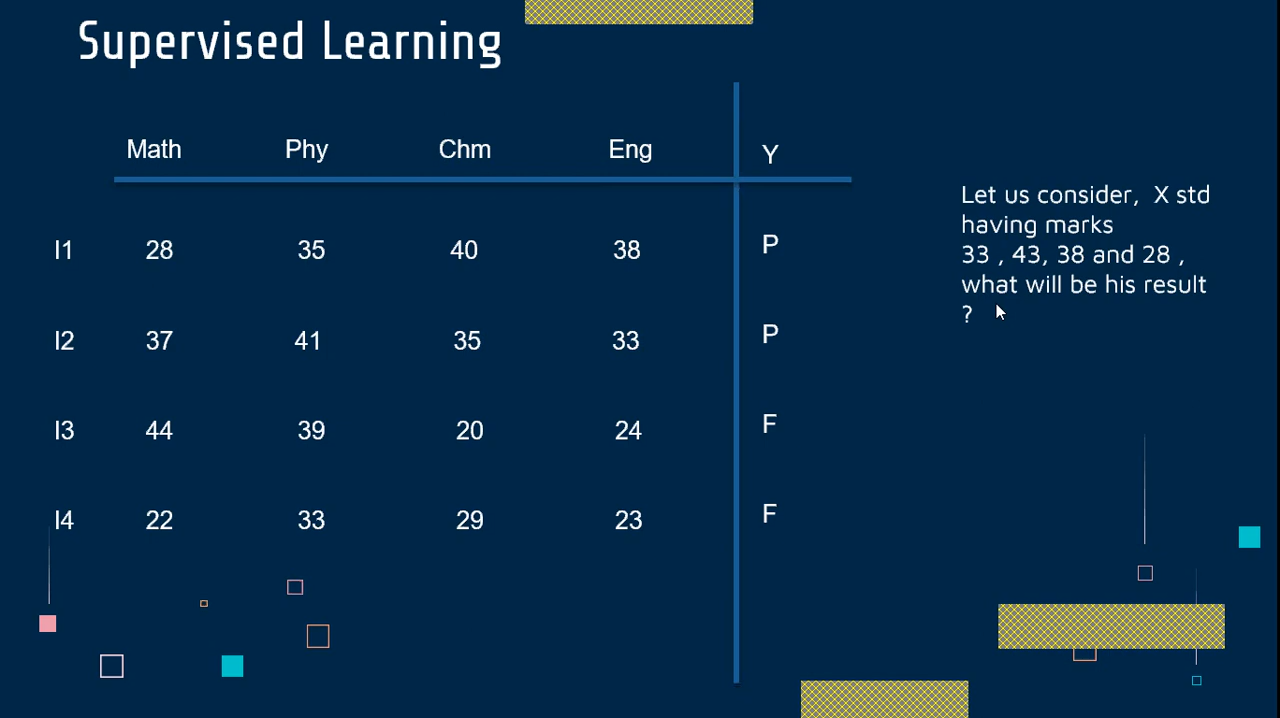 Supervised Learning
Math Phy Chm Eng Y
I1 28 35 40 38 P
I2 37 41 35 33 P
I3 44 39 20 24 F
I4 22 33 29 23 F
Let us consider, X std
having marks
33 , 43, 38 and 28 ,
what will be his result
?